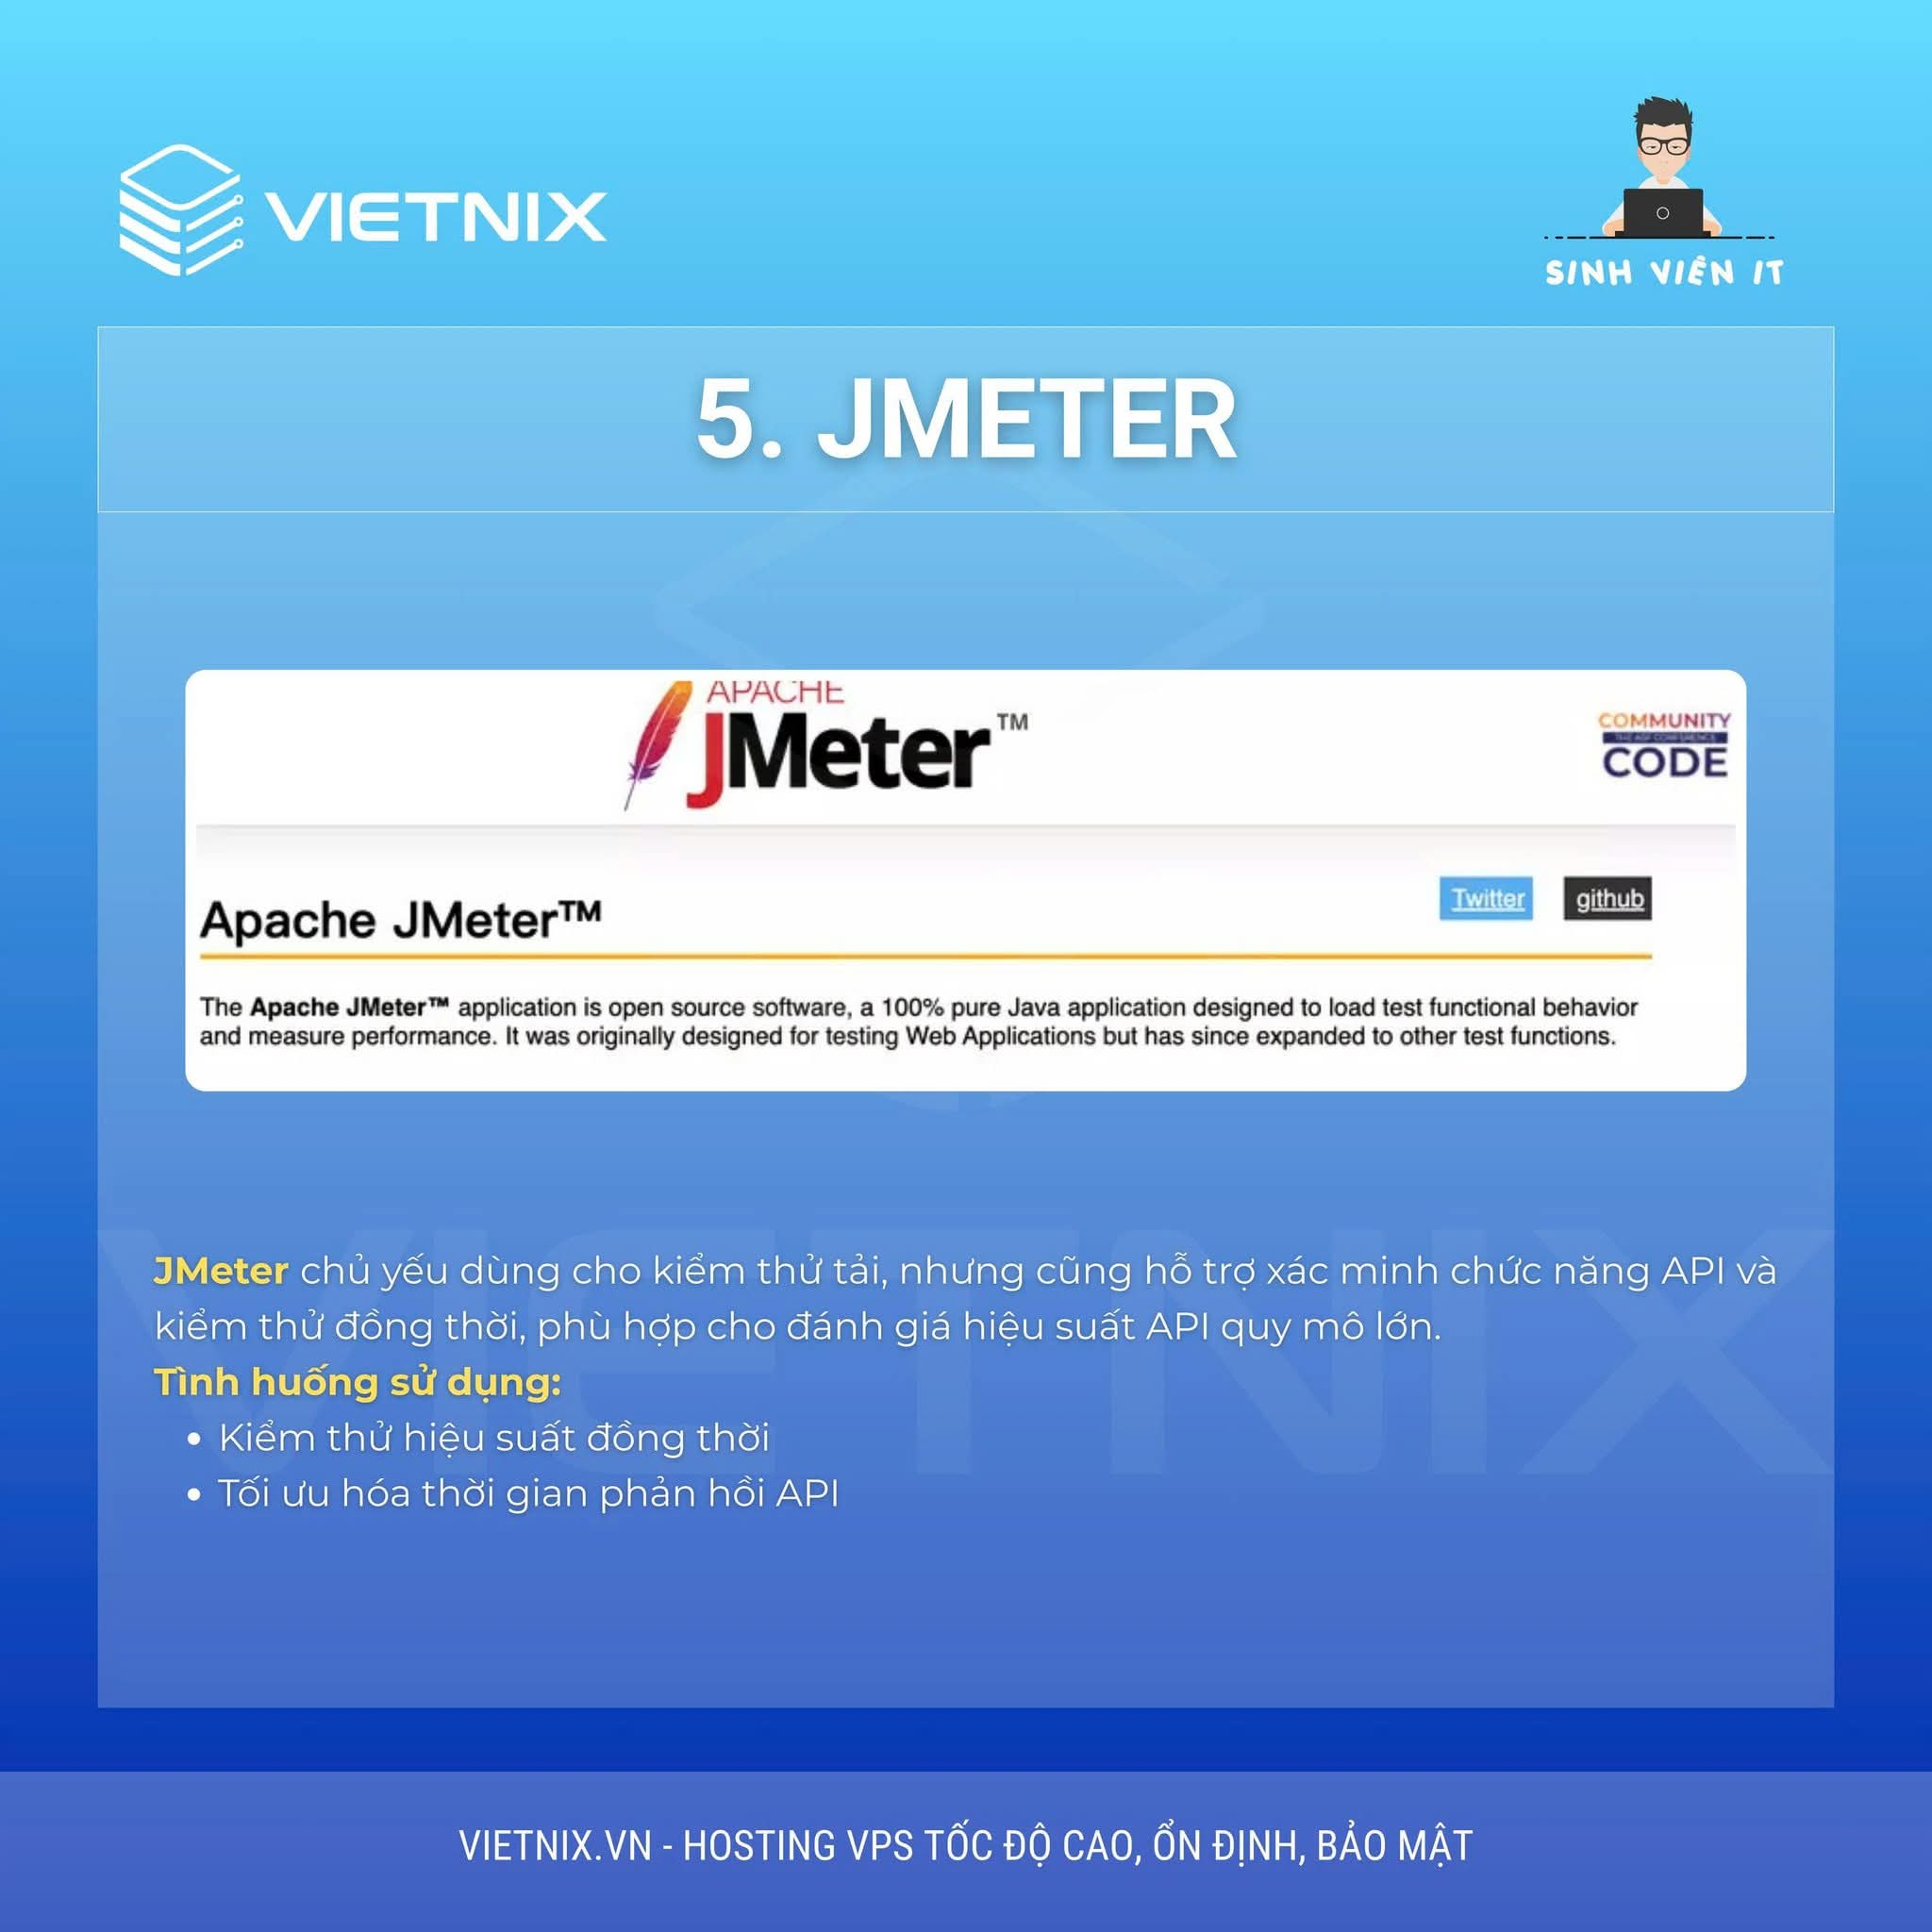 VIETNIX
SINH VIÊN IT
5. JMETER
APACHE
JMeter™
COMMUNITY
CODE
Twitter
github
Apache JMeter™
The Apache JMeter™ application is open source software, a 100% pure Java application designed to load test functional behavior
and measure performance. It was originally designed for testing Web Applications but has since expanded to other test functions.
JMeter chủ yếu dùng cho kiểm thử tải, nhưng cũng hỗ trợ xác minh chức năng API và
kiểm thử đồng thời, phù hợp cho đánh giá hiệu suất API quy mô lớn.
Tình huống sử dụng:
• Kiểm thử hiệu suất đồng thời
• Tối ưu hóa thời gian phản hồi API
VIETNIX
VIETNIX.VN - HOSTING VPS TỐC ĐỘ CAO, ỔN ĐỊNH, BẢO MẬT